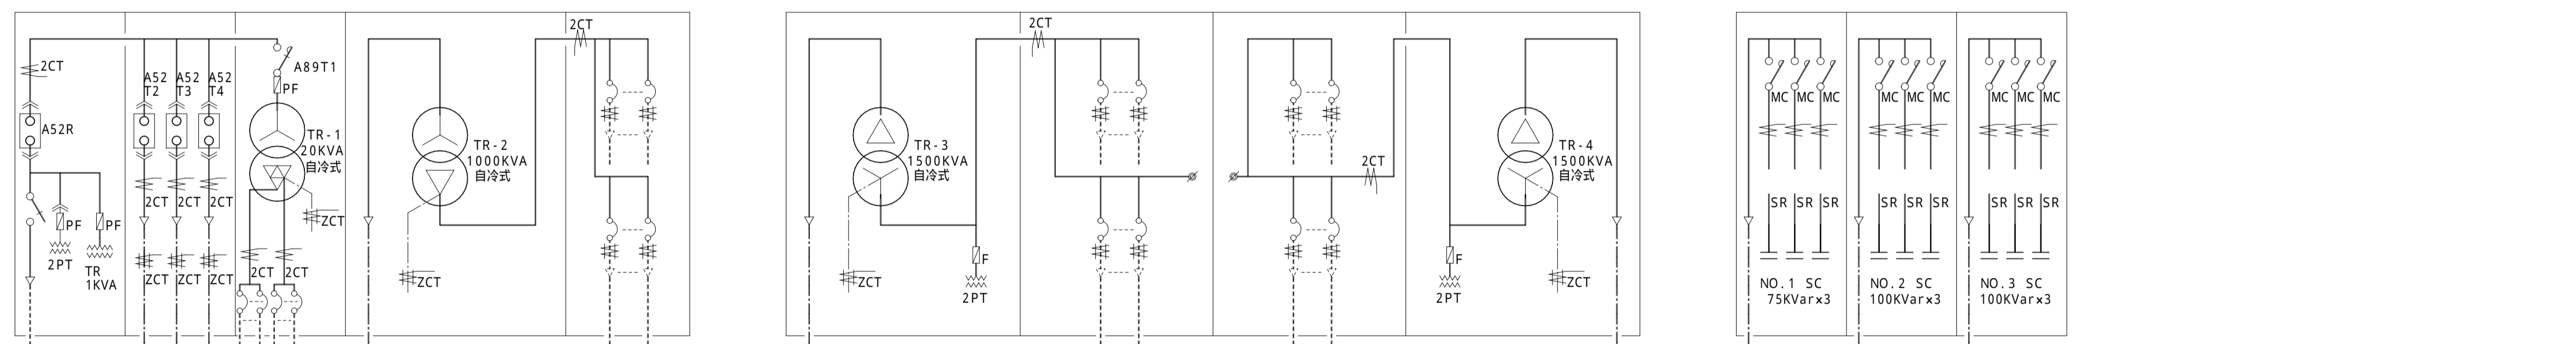 2CT
A52R
PF
PF
2PT
TR
1KVA
A52
T2
A52
T3
A52
T4
2CT
2CT
2CT
ZCT
ZCT
ZCT
A89T1
PF
TR-1
20KVA
自冷式
ZCT
2CT
2CT
TR-2
1000KVA
自冷式
ZCT
2CT
TR-3
1500KVA
自冷式
ZCT
F
2PT
2CT
2CT
F
2PT
TR-4
1500KVA
自冷式
ZCT
MC
MC
MC
SR
SR
SR
NO.1 SC
75KVar×3
MC
MC
MC
SR
SR
SR
NO.2 SC
100KVar×3
MC
MC
MC
SR
SR
SR
NO.3 SC
100KVar×3